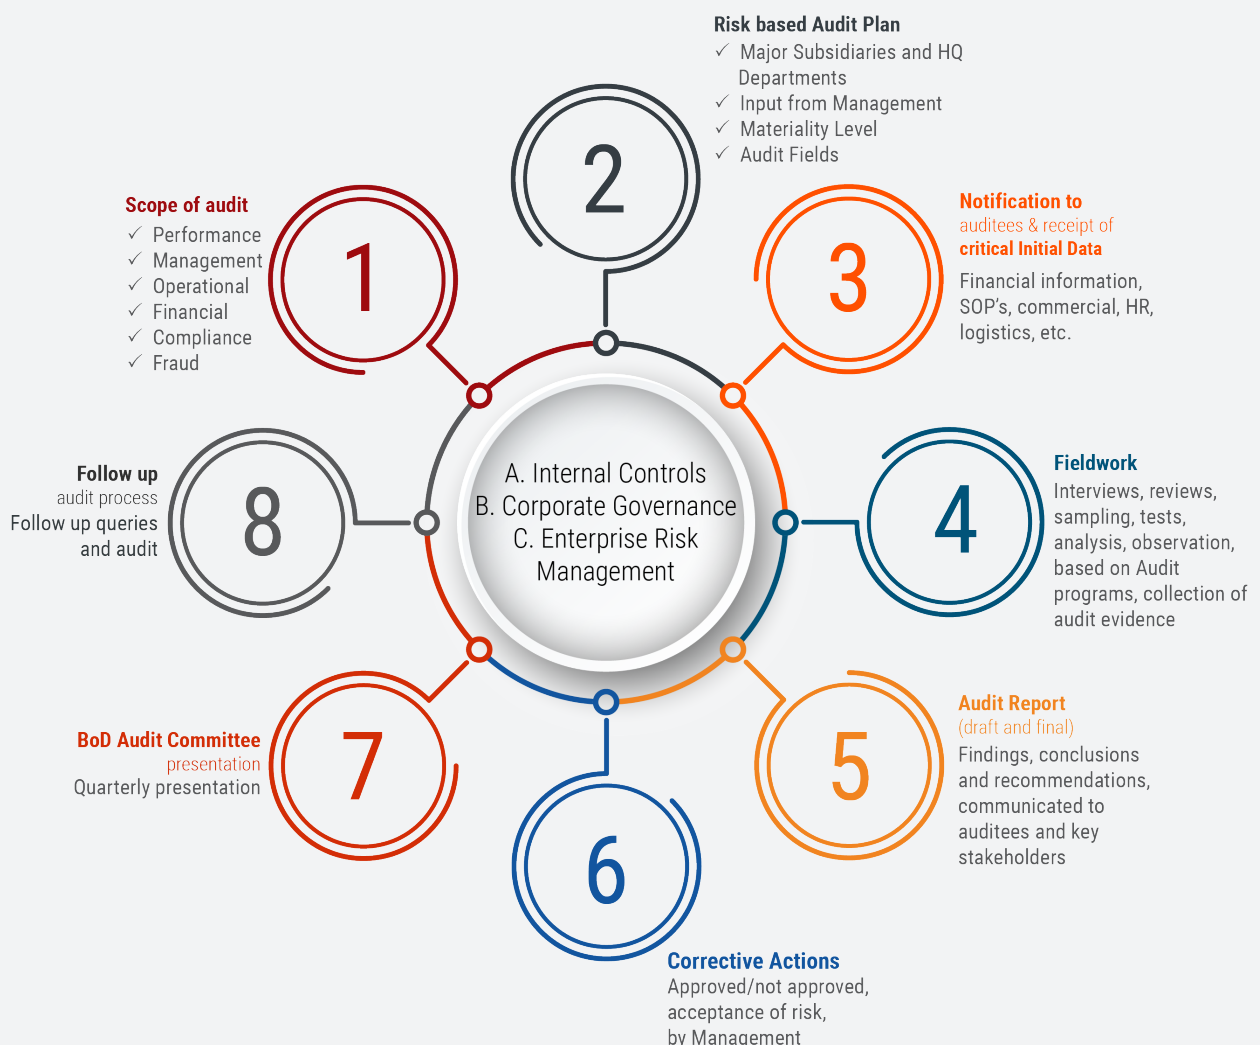 Scope of audit
✓ Performance
✓ Management
✓ Operational
✓ Financial
✓ Compliance
✓ Fraud
1
Risk based Audit Plan
✓ Major Subsidiaries and HQ
Departments
✓ Input from Management
✓ Materiality Level
✓ Audit Fields
2
Notification to
auditees & receipt of
critical Initial Data
Financial information,
SOP's, commercial, HR,
logistics, etc.
3
Fieldwork
Interviews, reviews,
sampling, tests,
analysis, observation,
based on Audit
programs, collection of
audit evidence
4
Audit Report
(draft and final)
Findings, conclusions
and recommendations,
communicated to
auditees and key
stakeholders
5
6
Corrective Actions
Approved/not approved,
acceptance of risk,
by Management
BoD Audit Committee
presentation
Quarterly presentation
7
Follow up
audit process
Follow up queries
and audit
8
A. Internal Controls
B. Corporate Governance
C. Enterprise Risk
Management